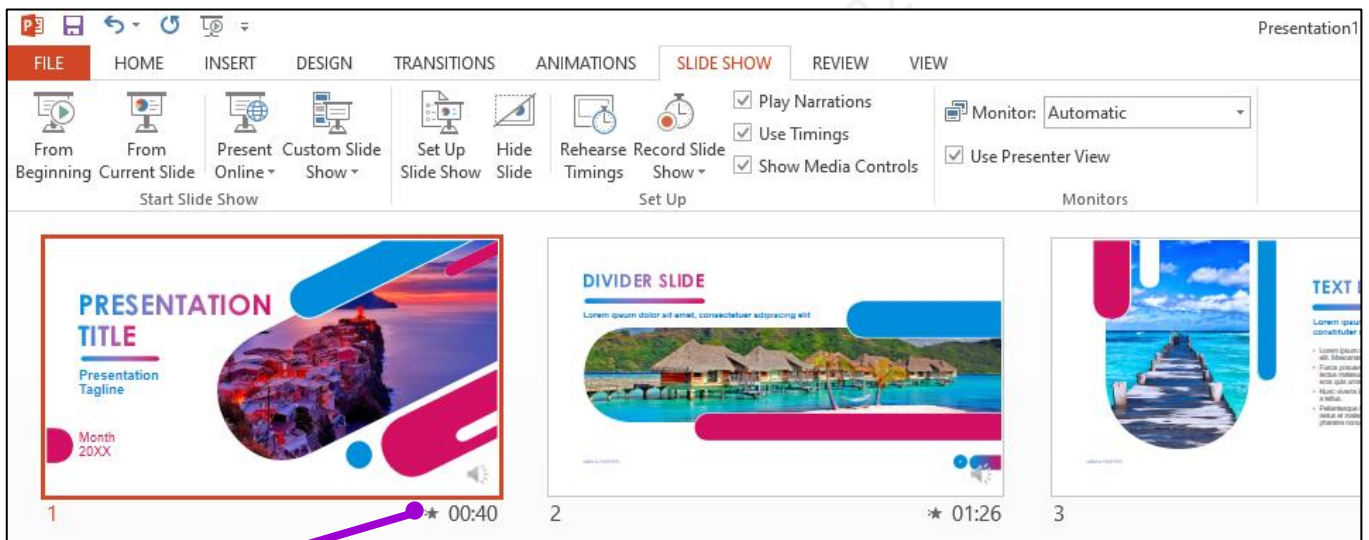 Presentation1
FILE HOME INSERT DESIGN TRANSITIONS ANIMATIONS SLIDE SHOW REVIEW VIEW
From Beginning
From Current Slide
Present Online
Custom Slide Show
Start Slide Show
Set Up Slide Show
Hide Slide
Rehearse Timings
Record Slide Show
Play Narrations
Use Timings
Show Media Controls
Set Up
Monitor: Automatic
Use Presenter View
Monitors
PRESENTATION
TITLE
Presentation
Tagline
Month
20XX
1 00:40
DIVIDER SLIDE
Lorem ipsum dolor sit amet, consectetuer adipiscing elit
2 01:26
TEXT
Lorem ipsum
3